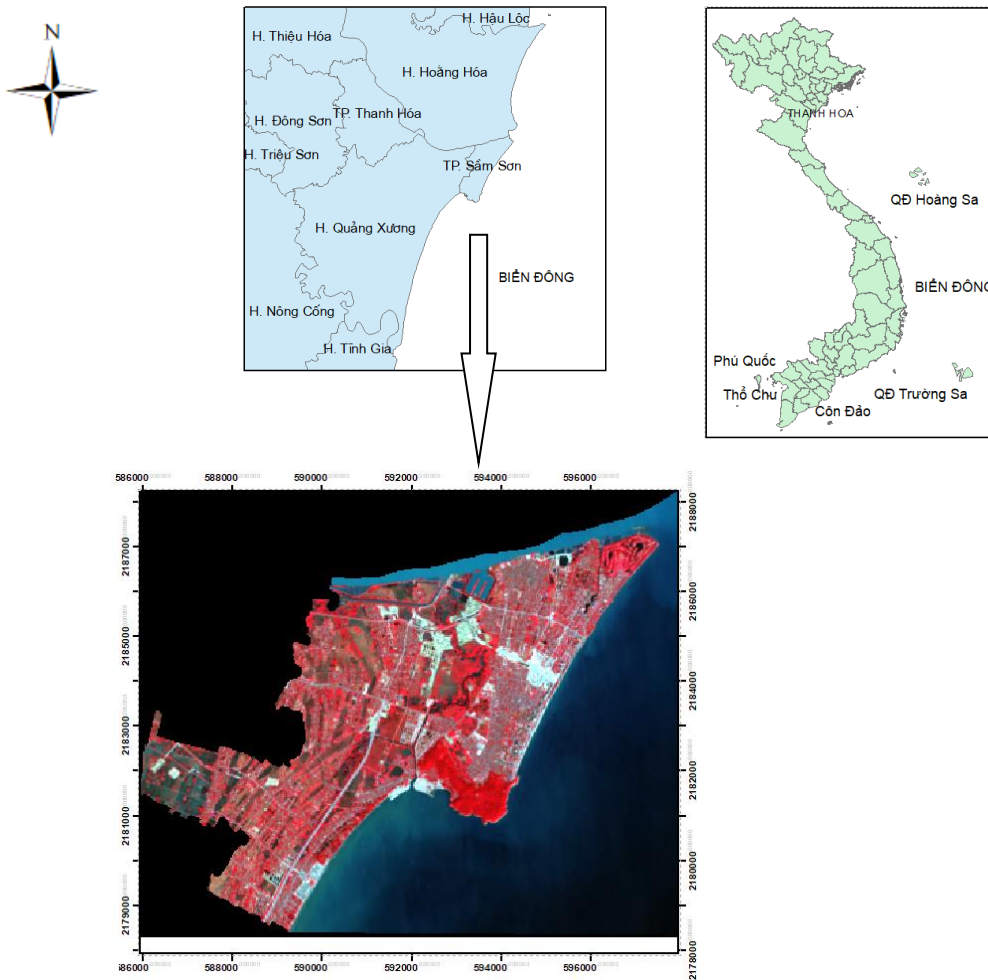 N
H. Hậu Lộc
H. Thiệu Hóa
H. Hoằng Hóa
TP. Thanh Hóa
H. Đông Sơn
H. Triệu Sơn
TP. Sầm Sơn
H. Quảng Xương
BIỂN ĐÔNG
H. Nông Cống
H. Tĩnh Gia
THANH HOA
QĐ Hoàng Sa
BIỂN ĐÔNG
Phú Quốc
Thổ Chu
QĐ Trường Sa
Côn Đảo
586000 588000 590000 592000 594000 596000
2187000
2185000
2183000
2181000
2179000
2188000
2186000
2184000
2182000
2180000
2178000
586000 588000 590000 592000 594000 596000